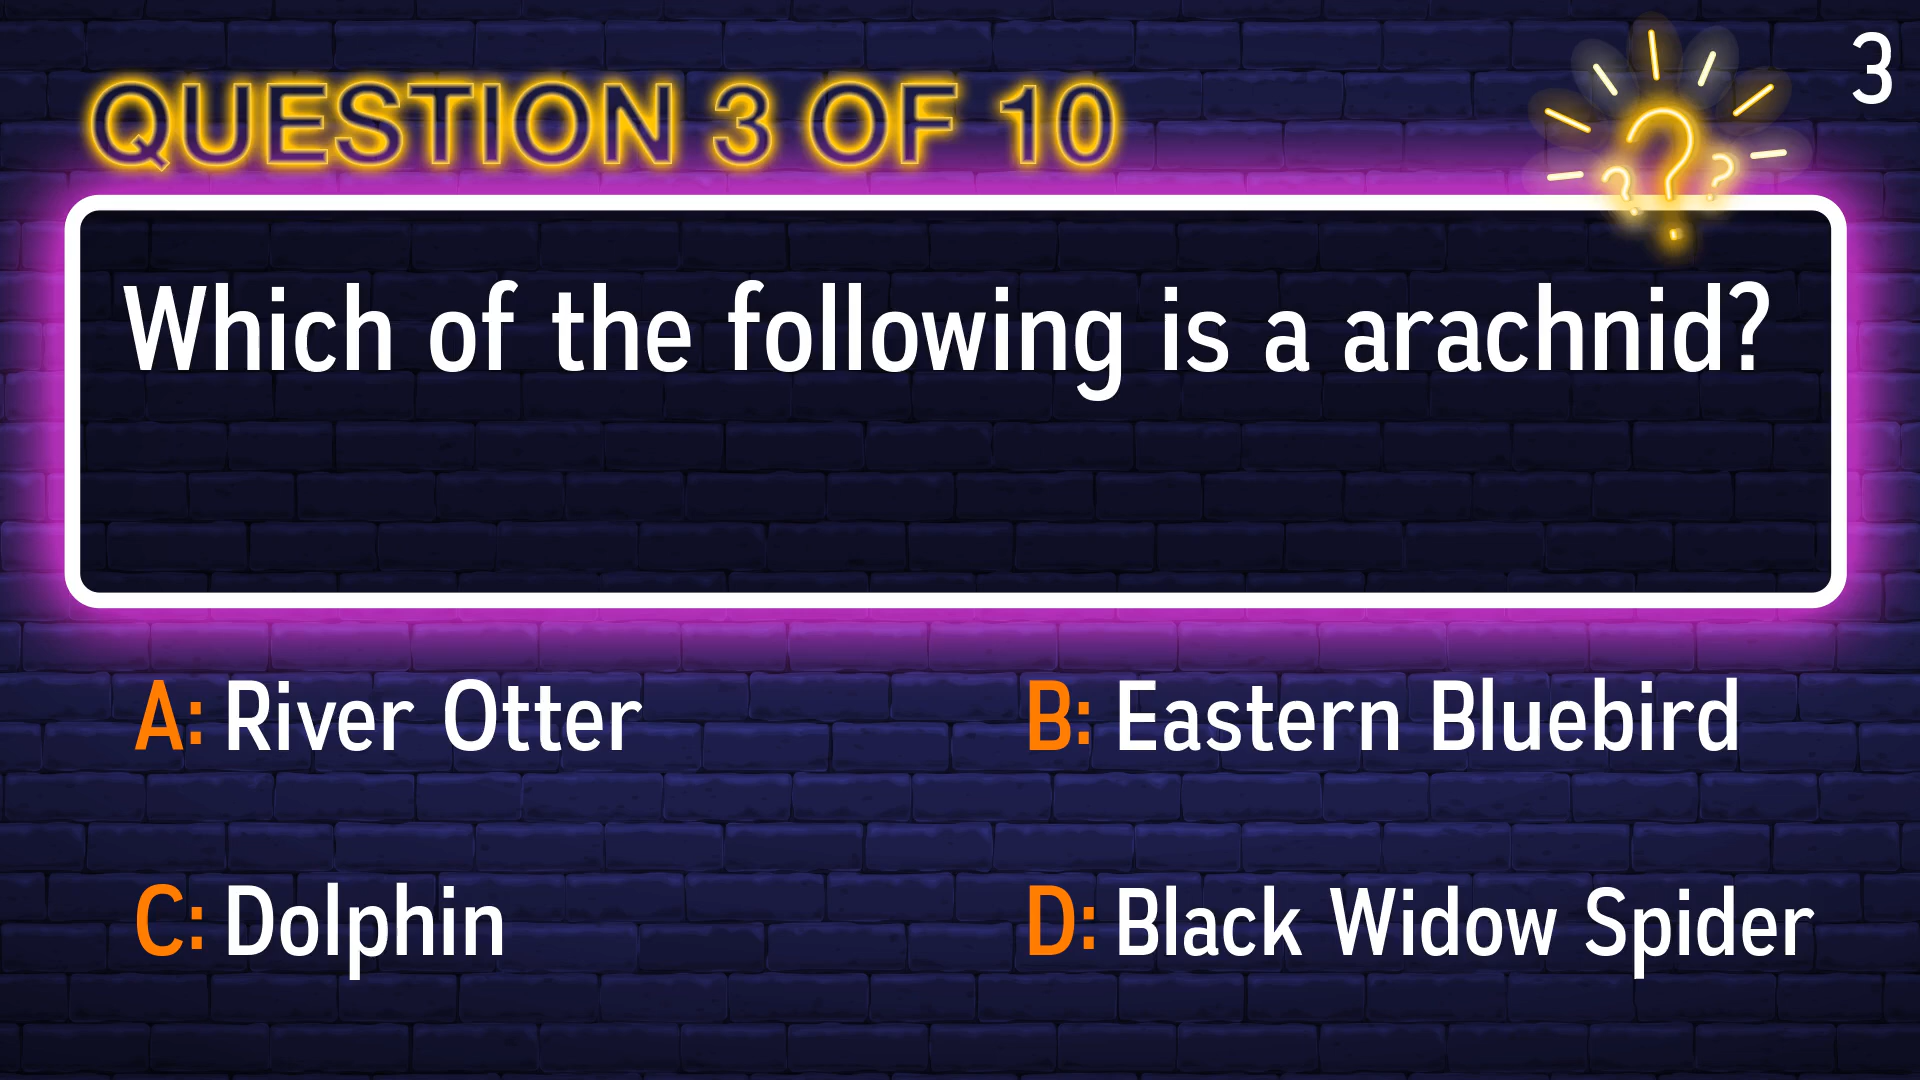 3
QUESTION 3 OF 10
Which of the following is a arachnid?
A: River Otter
B: Eastern Bluebird
C: Dolphin
D: Black Widow Spider